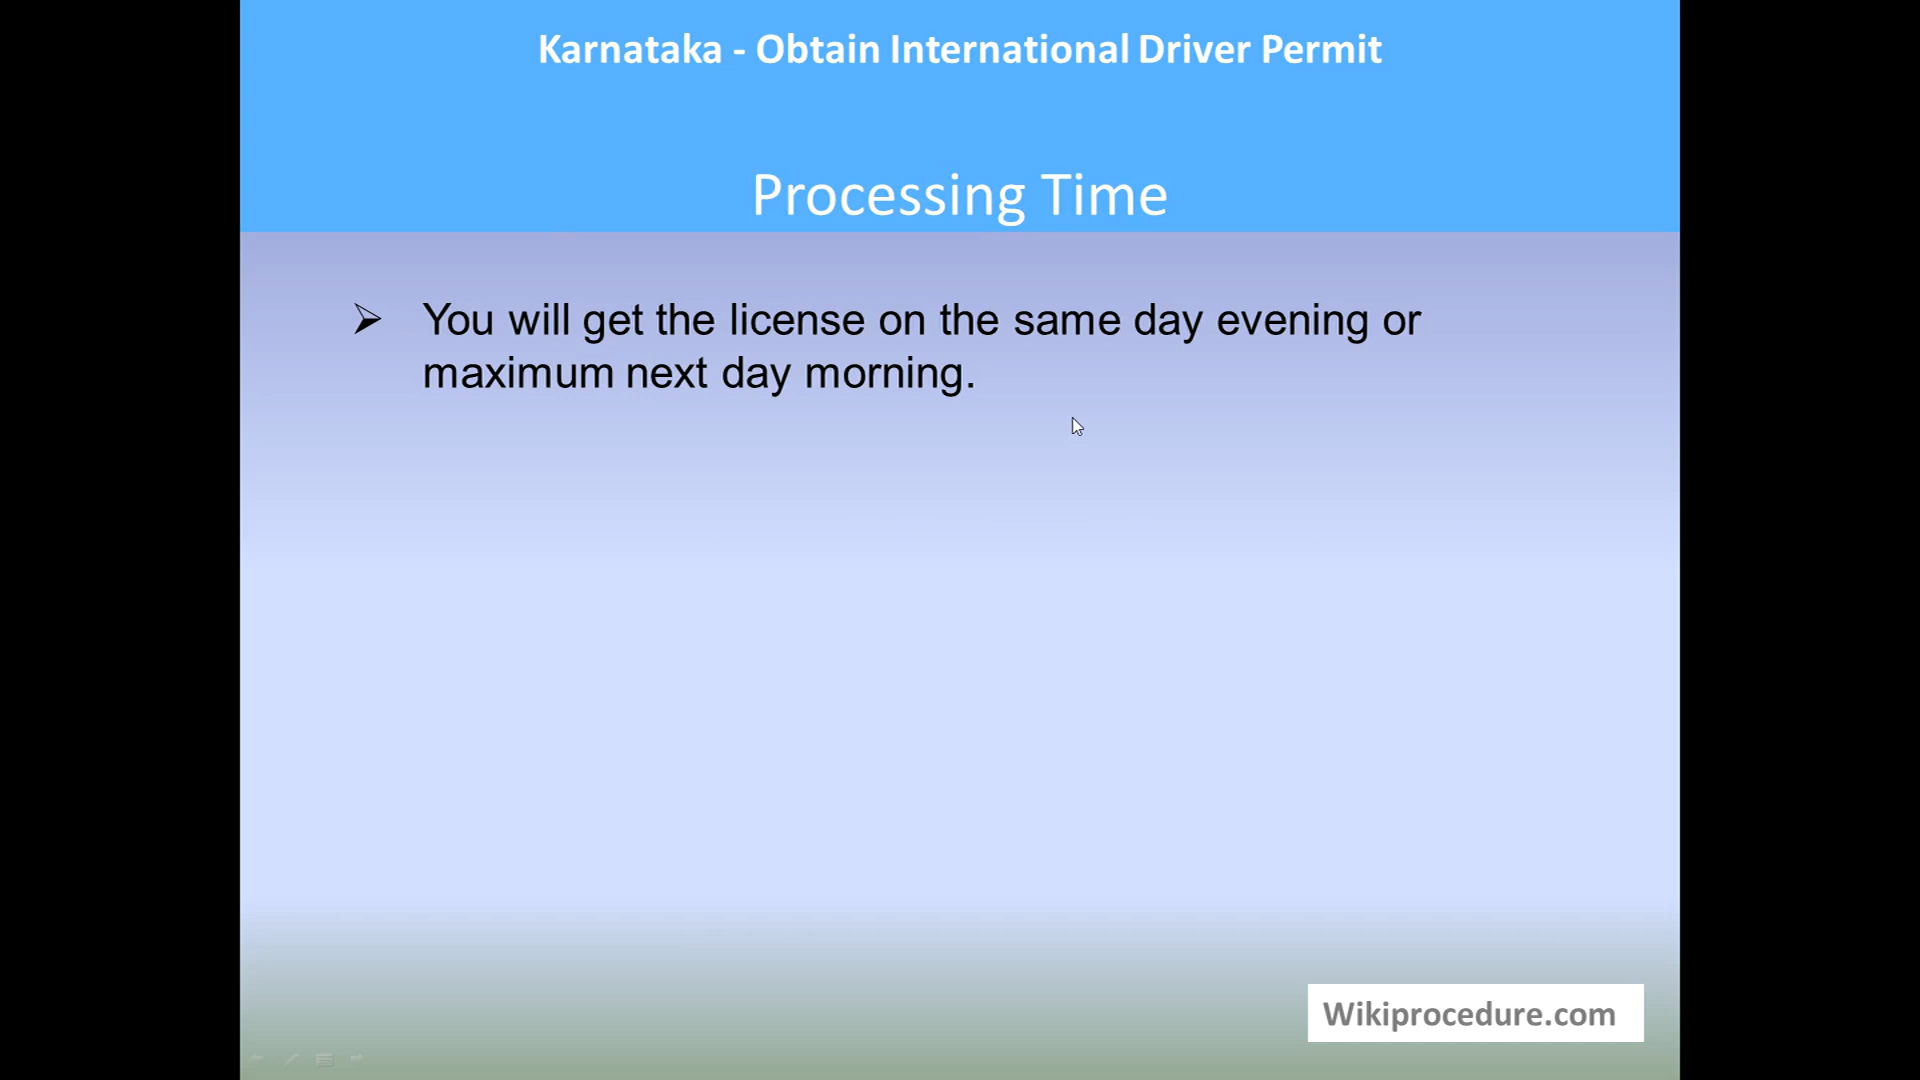 Karnataka - Obtain International Driver Permit
Processing Time
You will get the license on the same day evening or
maximum next day morning.
Wikiprocedure.com